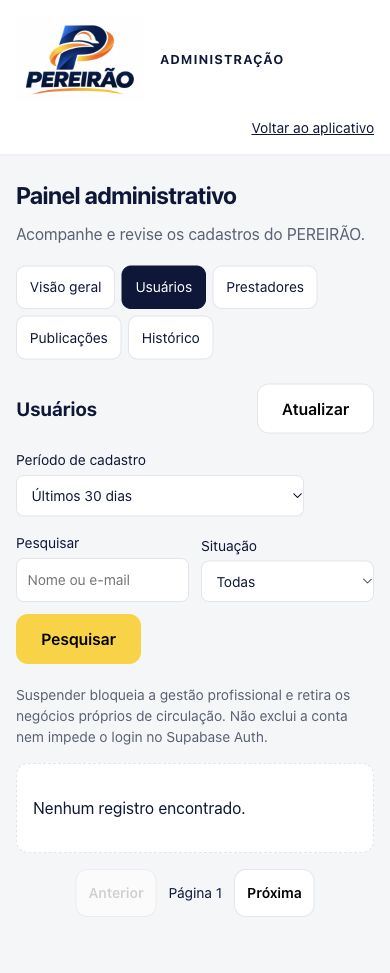 PEREIRÃO
ADMINISTRAÇÃO
Voltar ao aplicativo
Painel administrativo
Acompanhe e revise os cadastros do PEREIRÃO.
Visão geral
Usuários
Prestadores
Publicações
Histórico
Usuários
Atualizar
Período de cadastro
Últimos 30 dias
Pesquisar
Situação
Nome ou e-mail
Todas
Pesquisar
Suspender bloqueia a gestão profissional e retira os
negócios próprios de circulação. Não exclui a conta
nem impede o login no Supabase Auth.
Nenhum registro encontrado.
Anterior
Página 1
Próxima